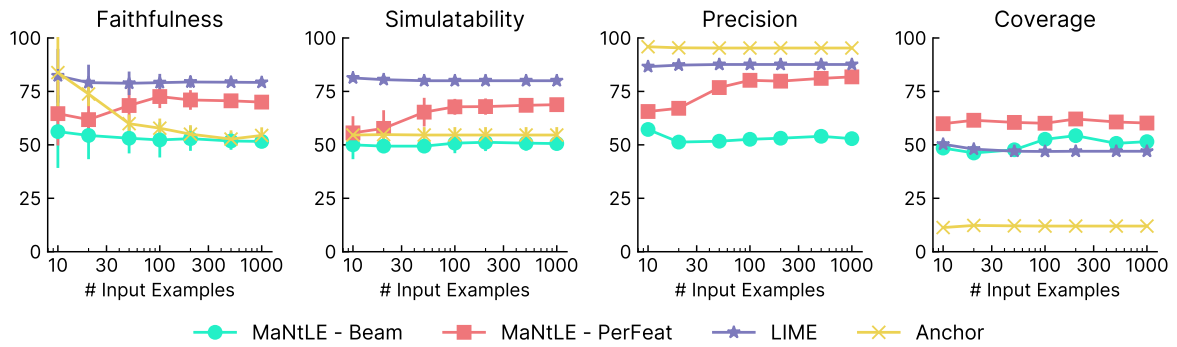 Faithfulness
Simulatability
Precision
Coverage
100
75
50
25
0
10 30 100 300 1000
# Input Examples
100
75
50
25
0
10 30 100 300 1000
# Input Examples
100
75
50
25
0
10 30 100 300 1000
# Input Examples
100
75
50
25
0
10 30 100 300 1000
# Input Examples
MaNtLE - Beam
MaNtLE - PerFeat
LIME
Anchor